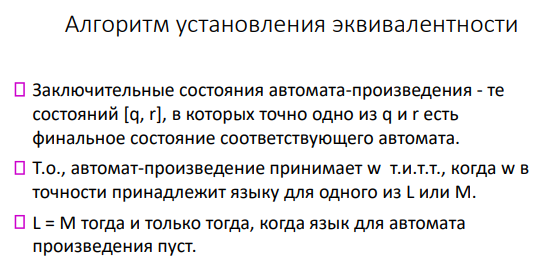 Алгоритм установления эквивалентности
Заключительные состояния автомата-произведения - те
состояний [q, r], в которых точно одно из q и r есть
финальное состояние соответствующего автомата.
Т.о., автомат-произведение принимает w т.и.т.т., когда w в
точности принадлежит языку для одного из L или M.
L = M тогда и только тогда, когда язык для автомата
произведения пуст.